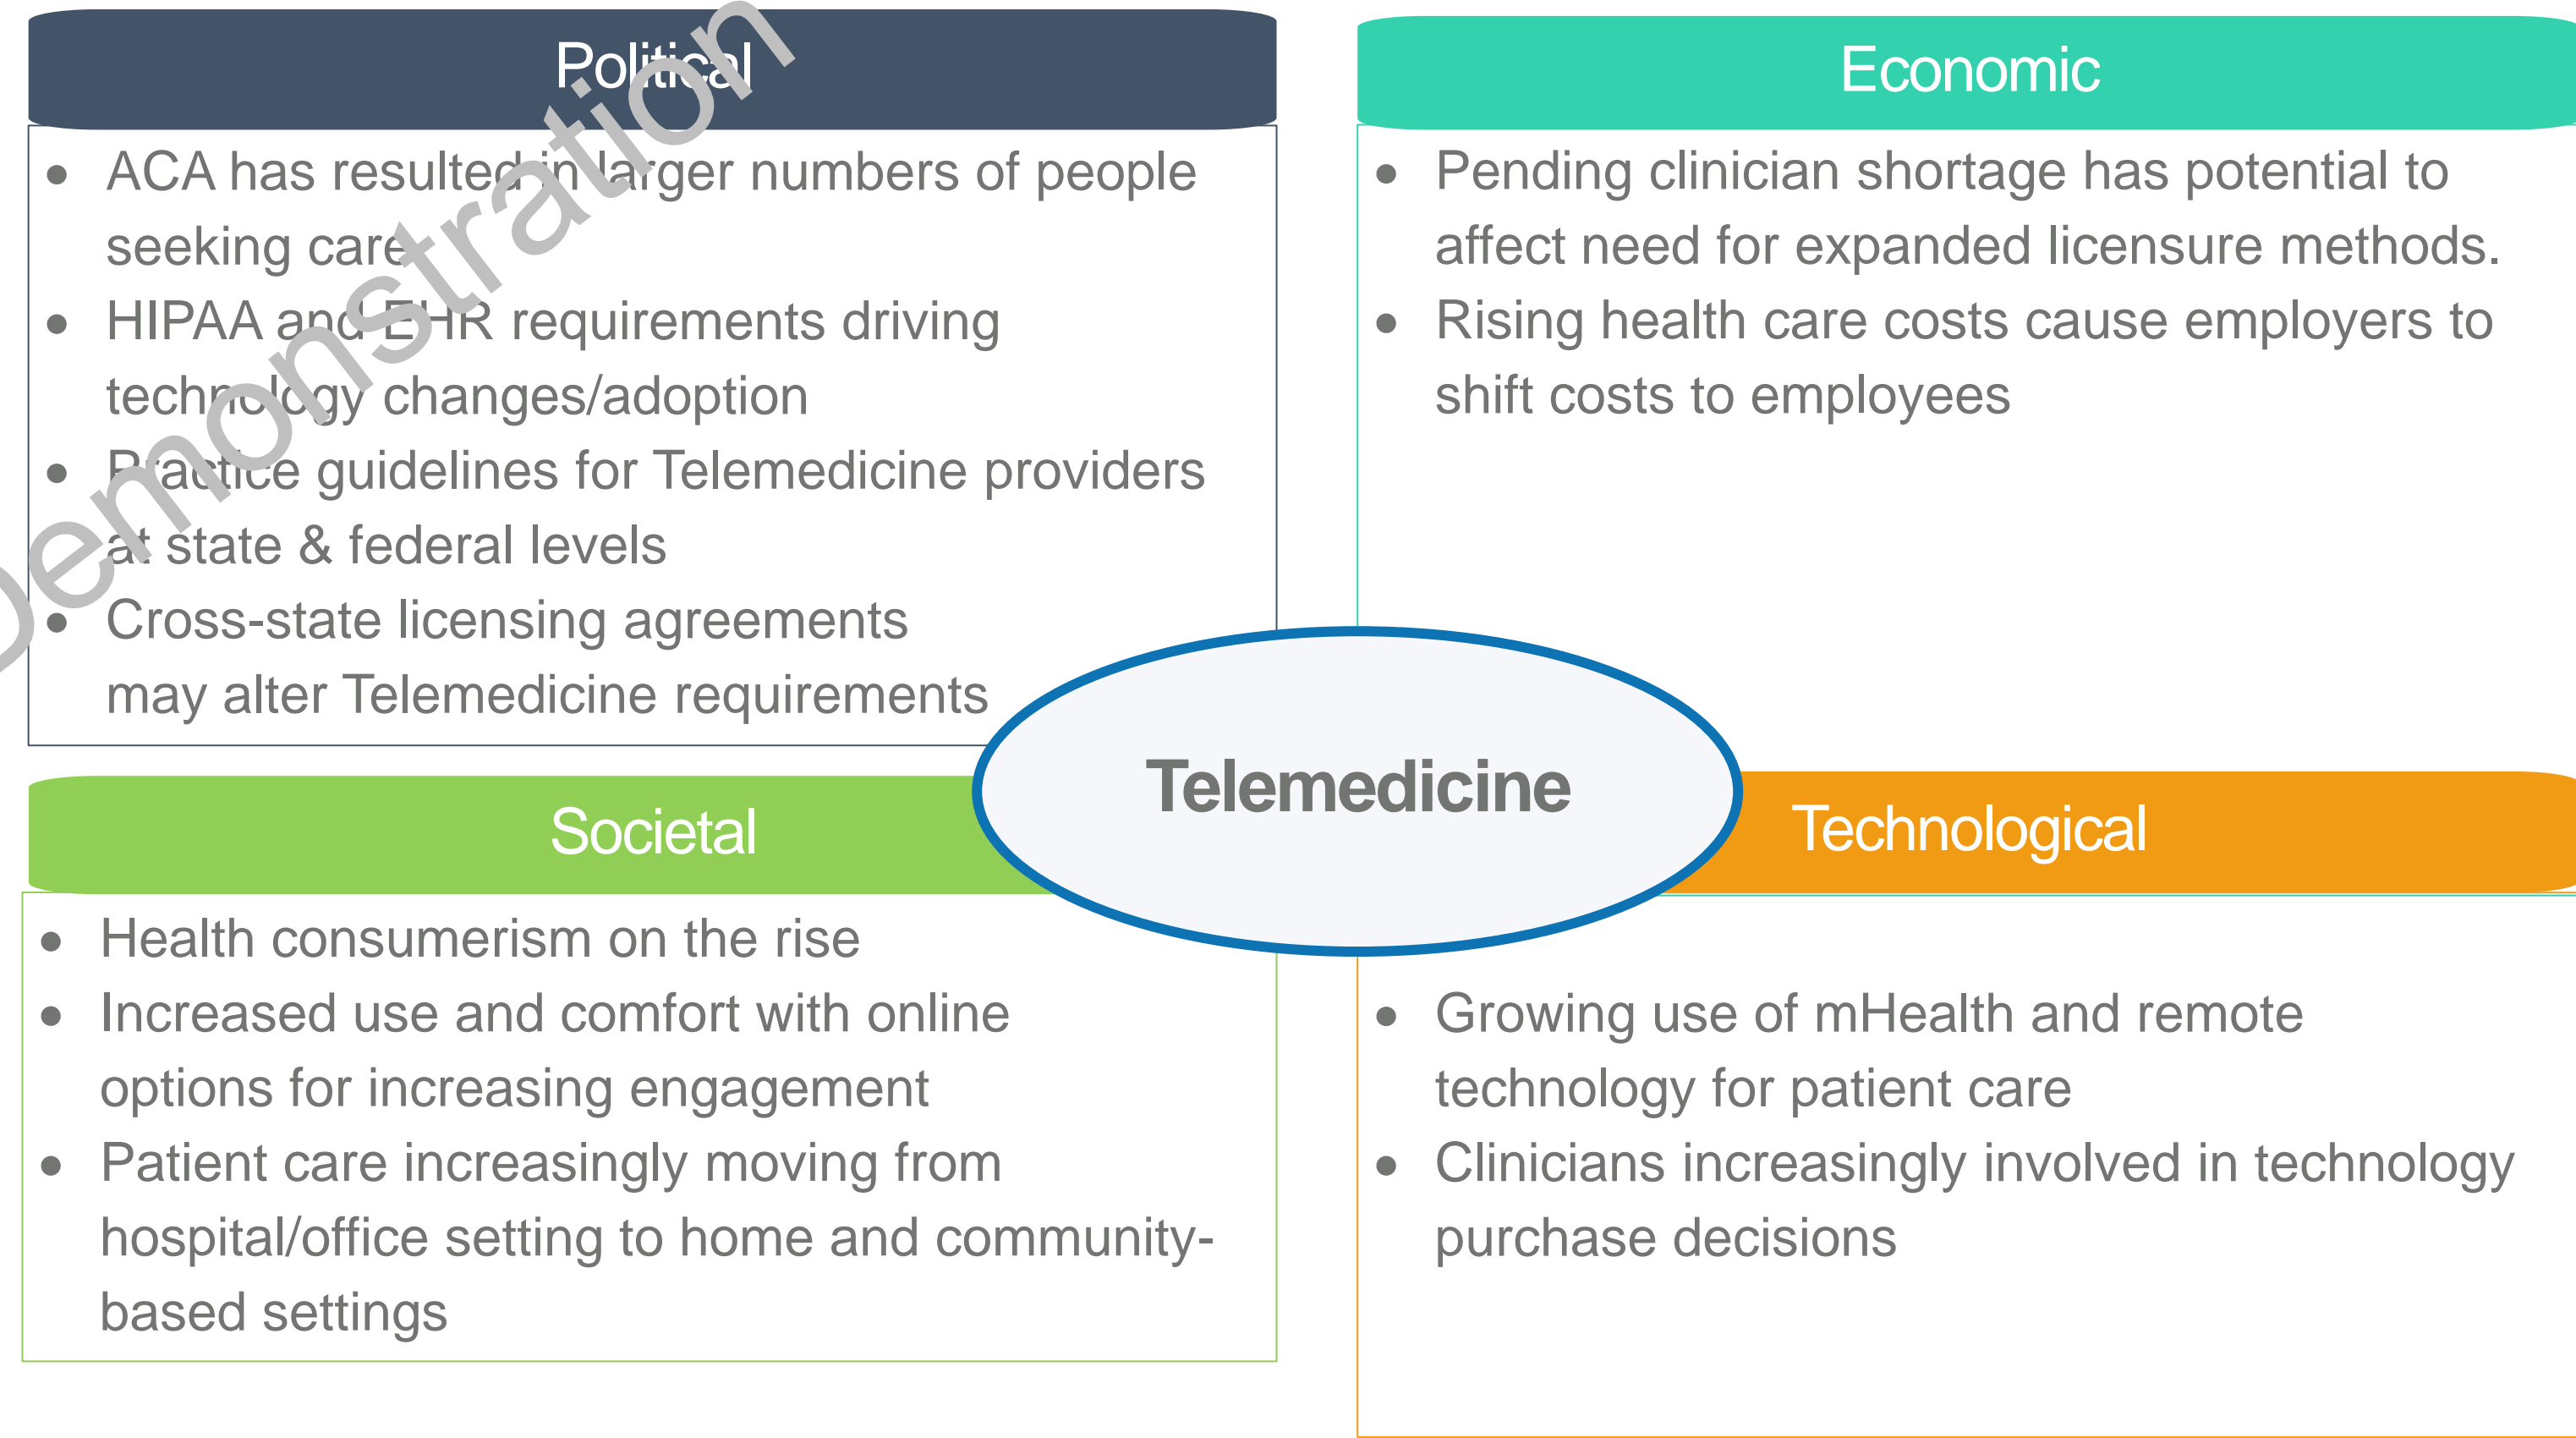 Political
● ACA has resulted in larger numbers of people
seeking care
● HIPAA and EHR requirements driving
technology changes/adoption
● Practice guidelines for Telemedicine providers
at state & federal levels
● Cross-state licensing agreements
may alter Telemedicine requirements
Economic
● Pending clinician shortage has potential to
affect need for expanded licensure methods.
● Rising health care costs cause employers to
shift costs to employees
Telemedicine
Societal
● Health consumerism on the rise
● Increased use and comfort with online
options for increasing engagement
● Patient care increasingly moving from
hospital/office setting to home and community-
based settings
Technological
● Growing use of mHealth and remote
technology for patient care
● Clinicians increasingly involved in technology
purchase decisions
Demonstration